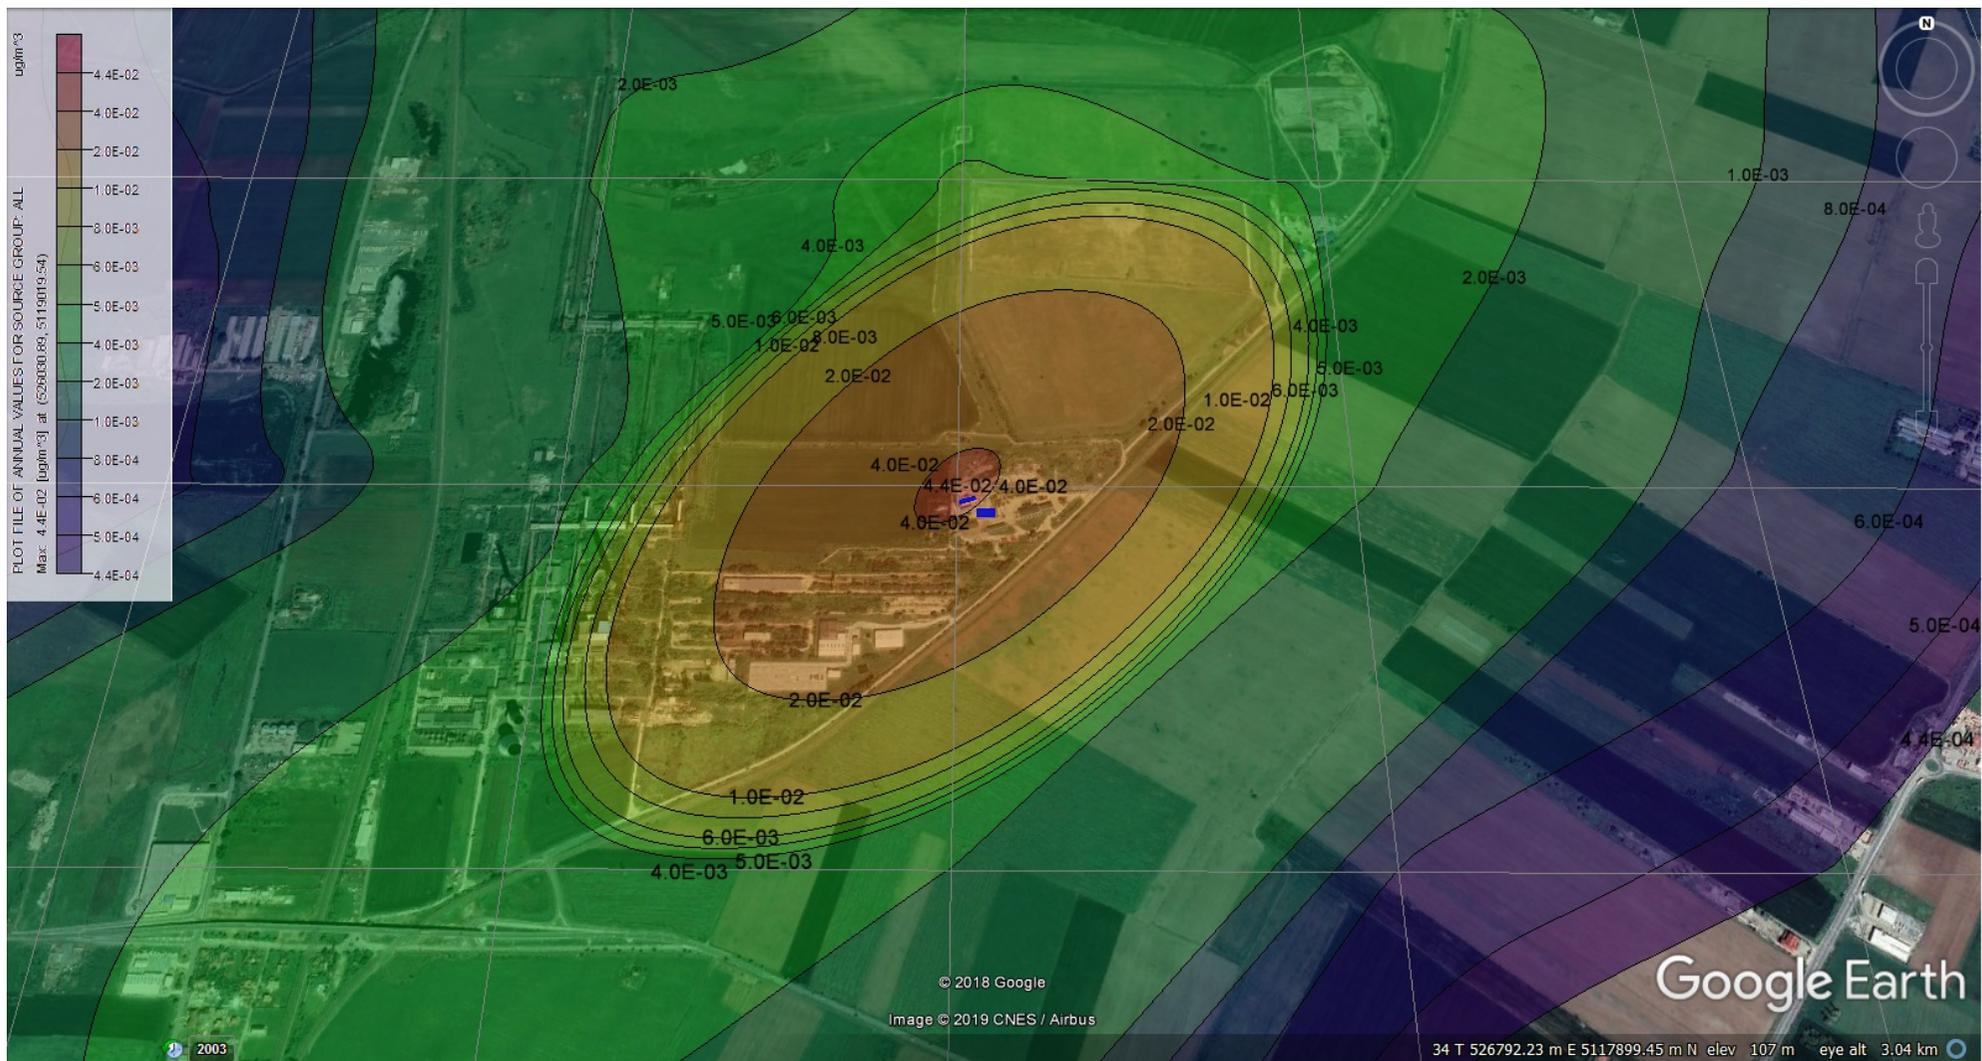 PLOT FILE OF ANNUAL VALUES FOR SOURCE GROUP: ALL
ug/m^3
Max: 4.4E-02 [ug/m^3] at (526030.89, 5119019.54)
4.4E-02
4.0E-02
2.0E-02
1.0E-02
8.0E-03
6.0E-03
5.0E-03
4.0E-03
2.0E-03
1.0E-03
8.0E-04
6.0E-04
5.0E-04
4.4E-04
N
2.0E-03
1.0E-03
8.0E-04
4.0E-03
2.0E-03
5.0E-03
6.0E-03
4.0E-03
8.0E-03
1.0E-02
5.0E-03
2.0E-02
6.0E-03
1.0E-02
2.0E-02
4.0E-02
4.4E-02
4.0E-02
4.0E-02
6.0E-04
5.0E-04
2.0E-02
4.4E-04
1.0E-02
6.0E-03
5.0E-03
4.0E-03
© 2018 Google
Google Earth
Image © 2019 CNES / Airbus
2003
34 T 526792.23 m E 5117899.45 m N elev 107 m eye alt 3.04 km